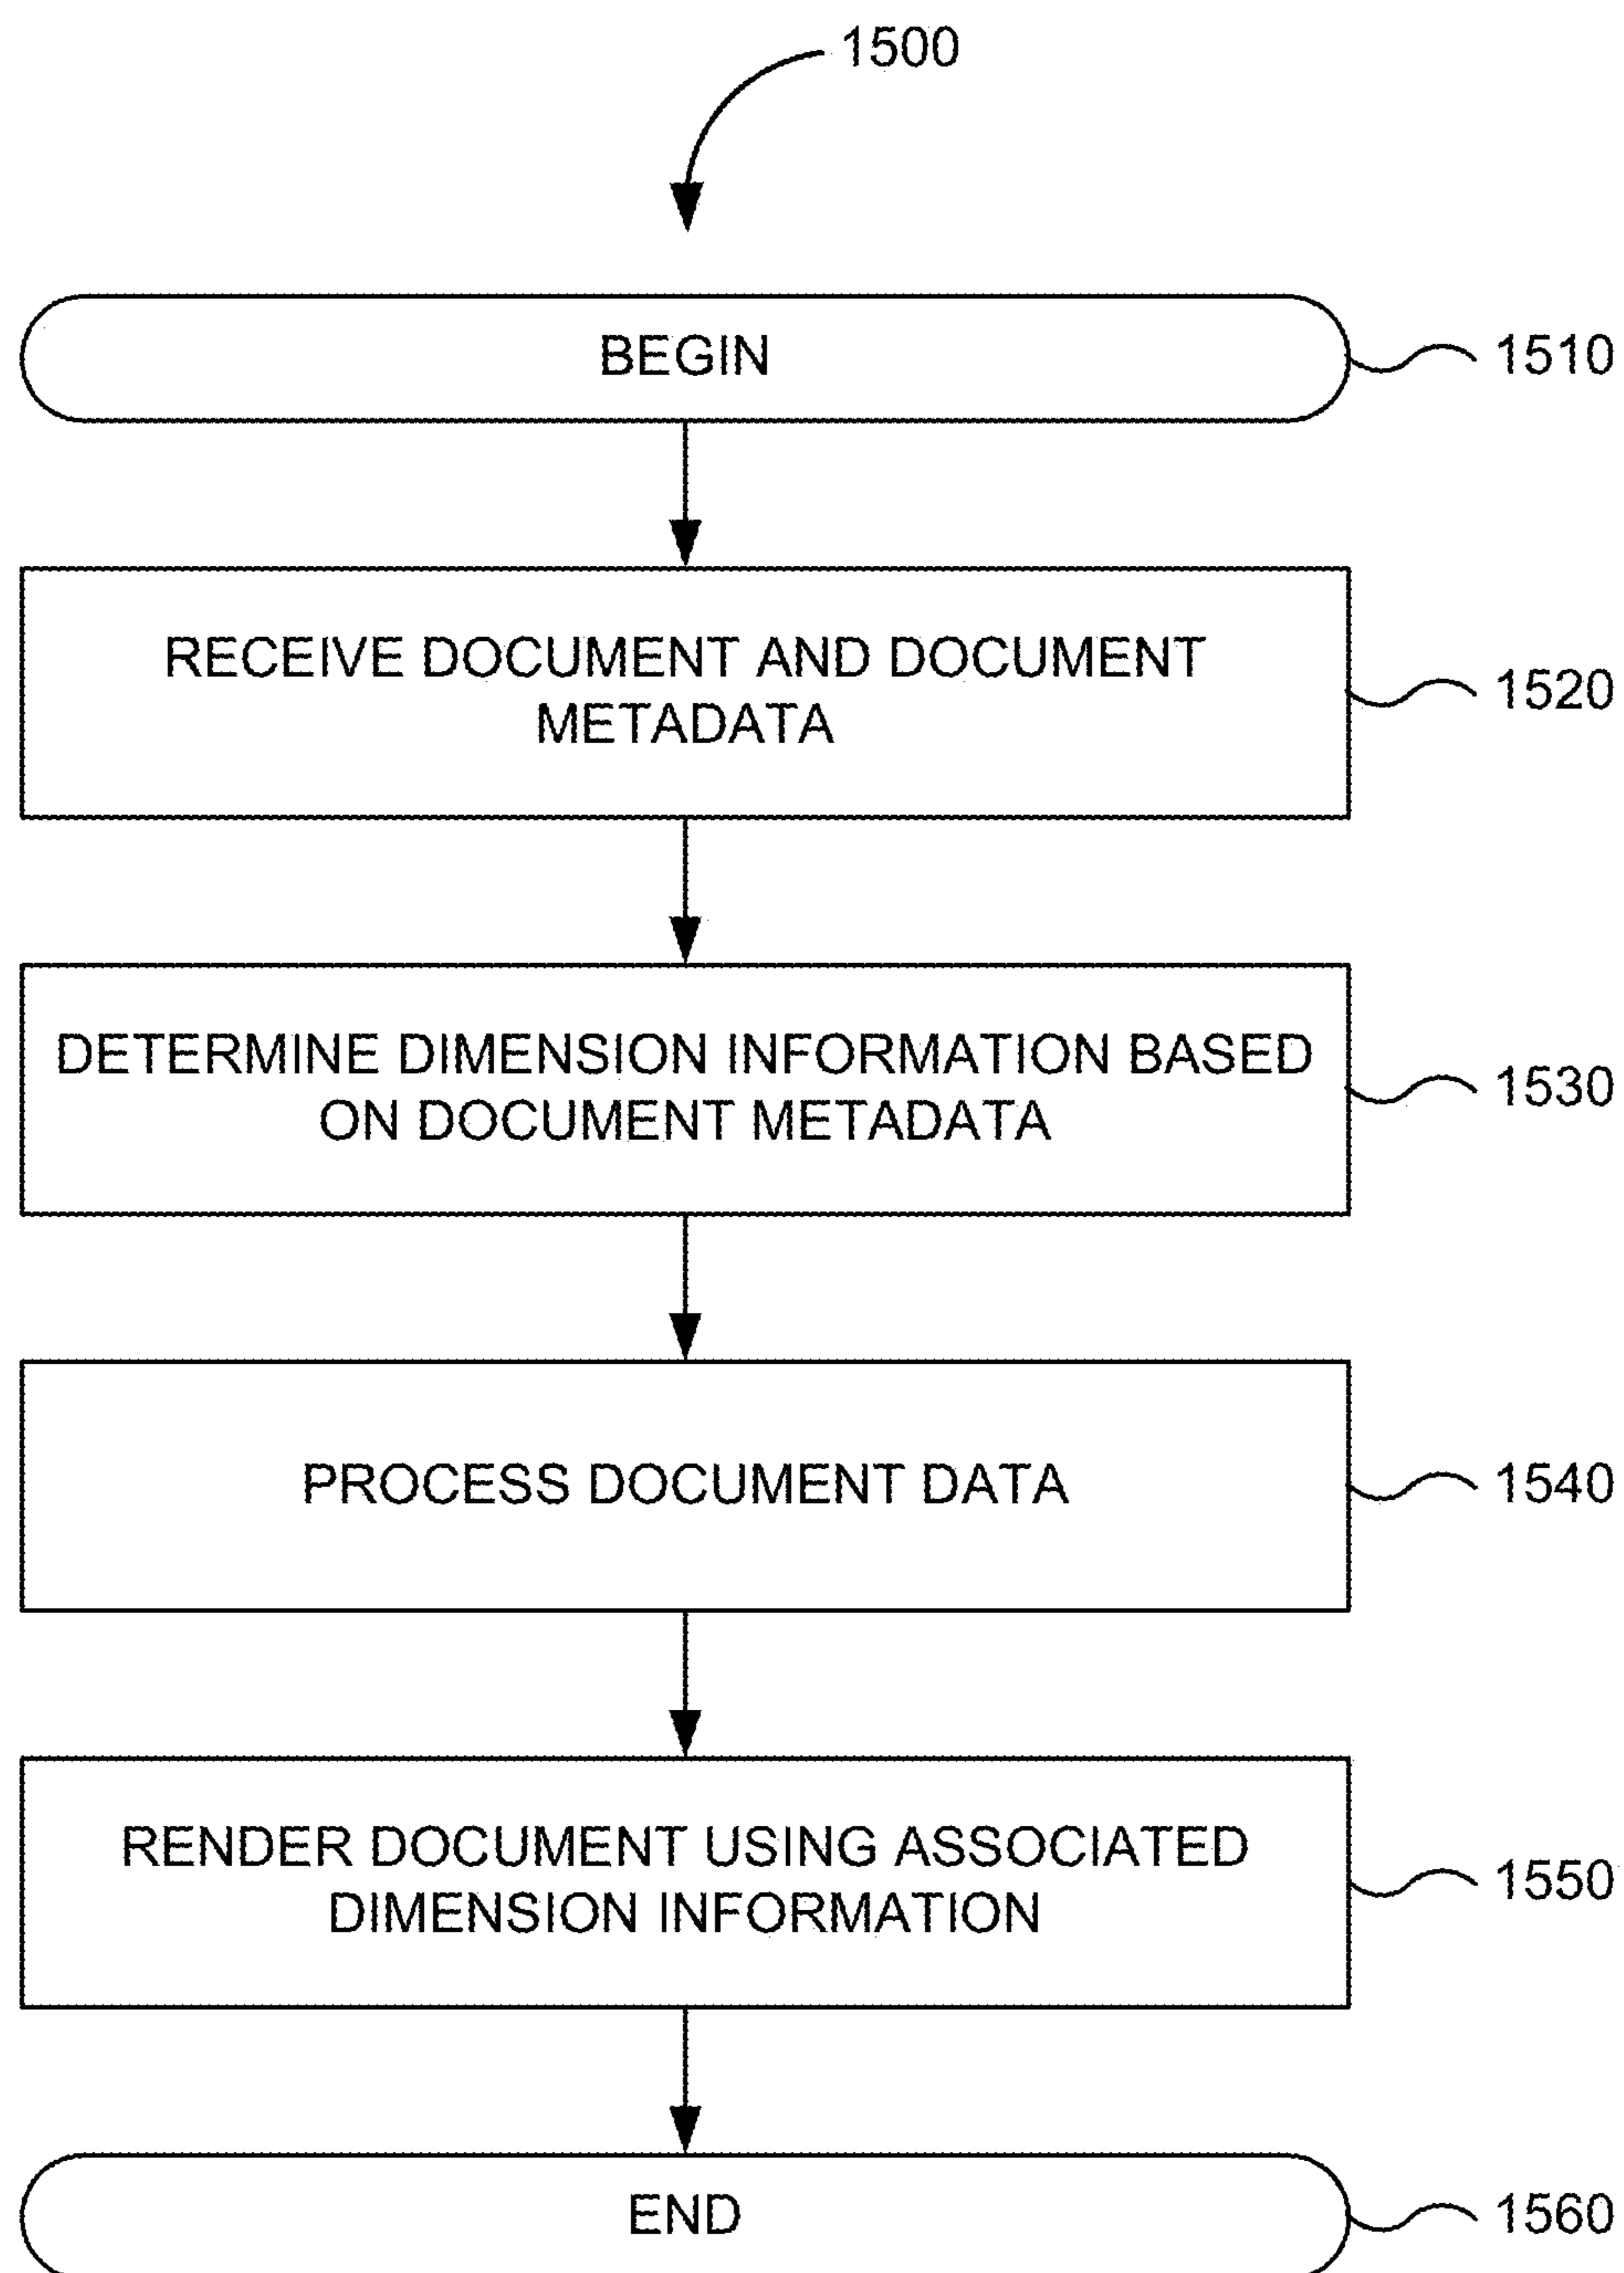 1500
BEGIN
1510
RECEIVE DOCUMENT AND DOCUMENT
METADATA
1520
DETERMINE DIMENSION INFORMATION BASED
ON DOCUMENT METADATA
1530
PROCESS DOCUMENT DATA
1540
RENDER DOCUMENT USING ASSOCIATED
DIMENSION INFORMATION
1550
END
1560